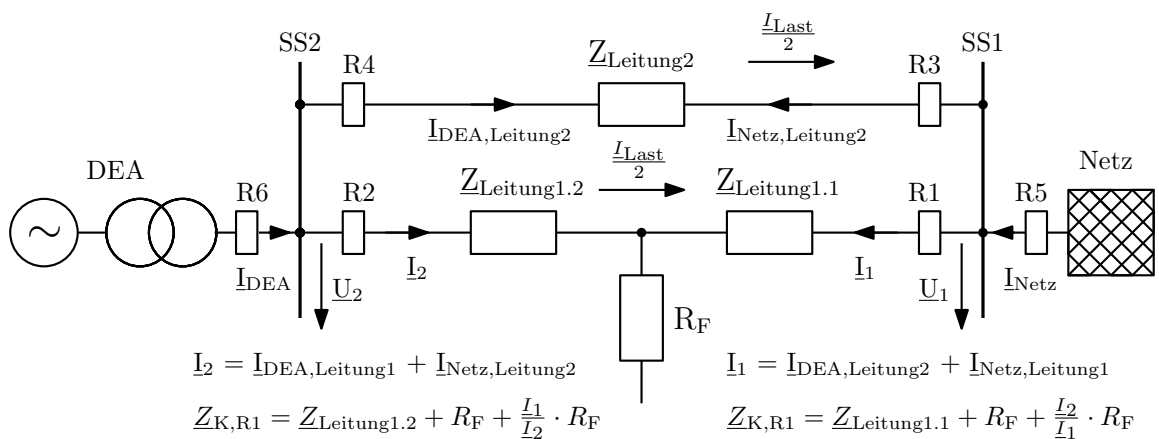 SS2
SS1
I_Last/2
R4
Z_Leitung2
R3
I_DEA,Leitung2
I_Netz,Leitung2
I_Last/2
DEA
Netz
R6
R2
Z_Leitung1.2
Z_Leitung1.1
R1
R5
~
I_DEA
U_2
I_2
I_1
U_1
I_Netz
R_F
I_2 = I_DEA,Leitung1 + I_Netz,Leitung2
I_1 = I_DEA,Leitung2 + I_Netz,Leitung1
Z_K,R1 = Z_Leitung1.2 + R_F + I_1/I_2 · R_F
Z_K,R1 = Z_Leitung1.1 + R_F + I_2/I_1 · R_F